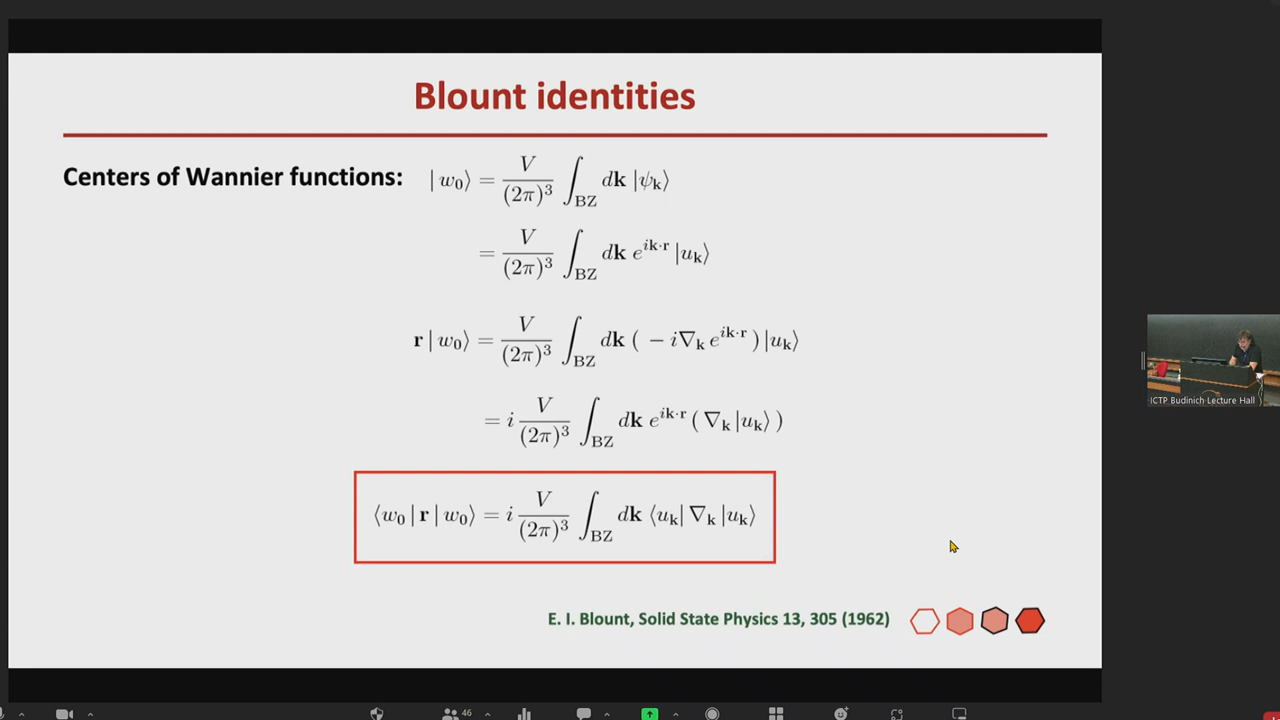 Blount identities
Centers of Wannier functions: |w₀⟩ = V/(2π)³ ∫_BZ d𝐤 |ψ_𝐤⟩
= V/(2π)³ ∫_BZ d𝐤 e^{i𝐤·𝐫} |u_𝐤⟩
𝐫 |w₀⟩ = V/(2π)³ ∫_BZ d𝐤 ( − i∇_𝐤 e^{i𝐤·𝐫} ) |u_𝐤⟩
= i V/(2π)³ ∫_BZ d𝐤 e^{i𝐤·𝐫} ( ∇_𝐤 |u_𝐤⟩ )
⟨w₀ | 𝐫 | w₀⟩ = i V/(2π)³ ∫_BZ d𝐤 ⟨u_𝐤| ∇_𝐤 |u_𝐤⟩
E. I. Blount, Solid State Physics 13, 305 (1962)
ICTP Budinich Lecture Hall
46